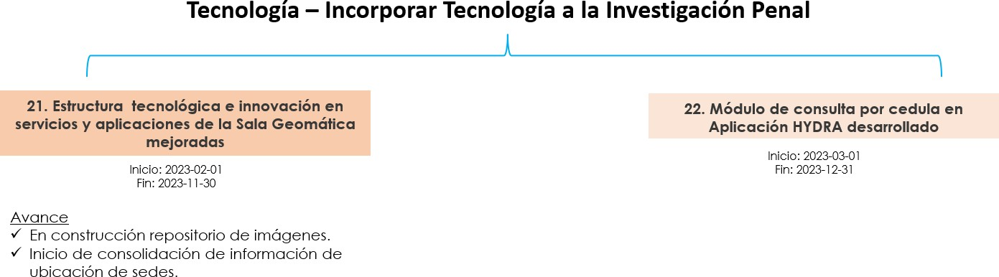 Tecnología – Incorporar Tecnología a la Investigación Penal
21. Estructura tecnológica e innovación en
servicios y aplicaciones de la Sala Geomática
mejoradas
Inicio: 2023-02-01
Fin: 2023-11-30
Avance
✓ En construcción repositorio de imágenes.
✓ Inicio de consolidación de información de
ubicación de sedes.
22. Módulo de consulta por cedula en
Aplicación HYDRA desarrollado
Inicio: 2023-03-01
Fin: 2023-12-31